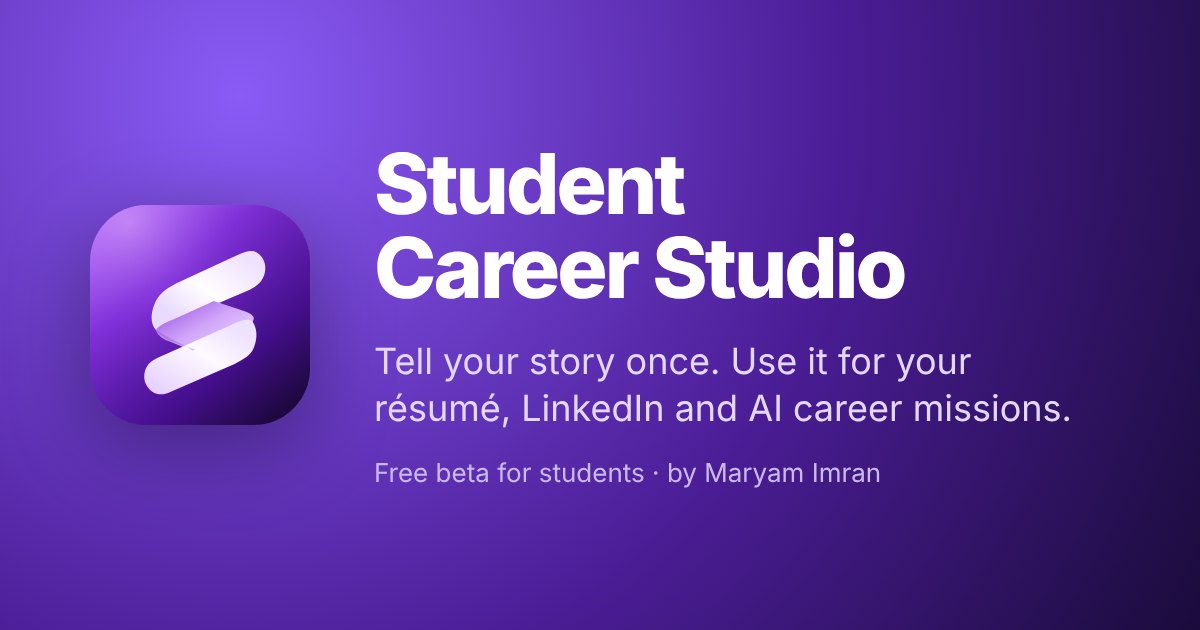 Student
Career Studio
Tell your story once. Use it for your
résumé, LinkedIn and AI career missions.
Free beta for students · by Maryam Imran